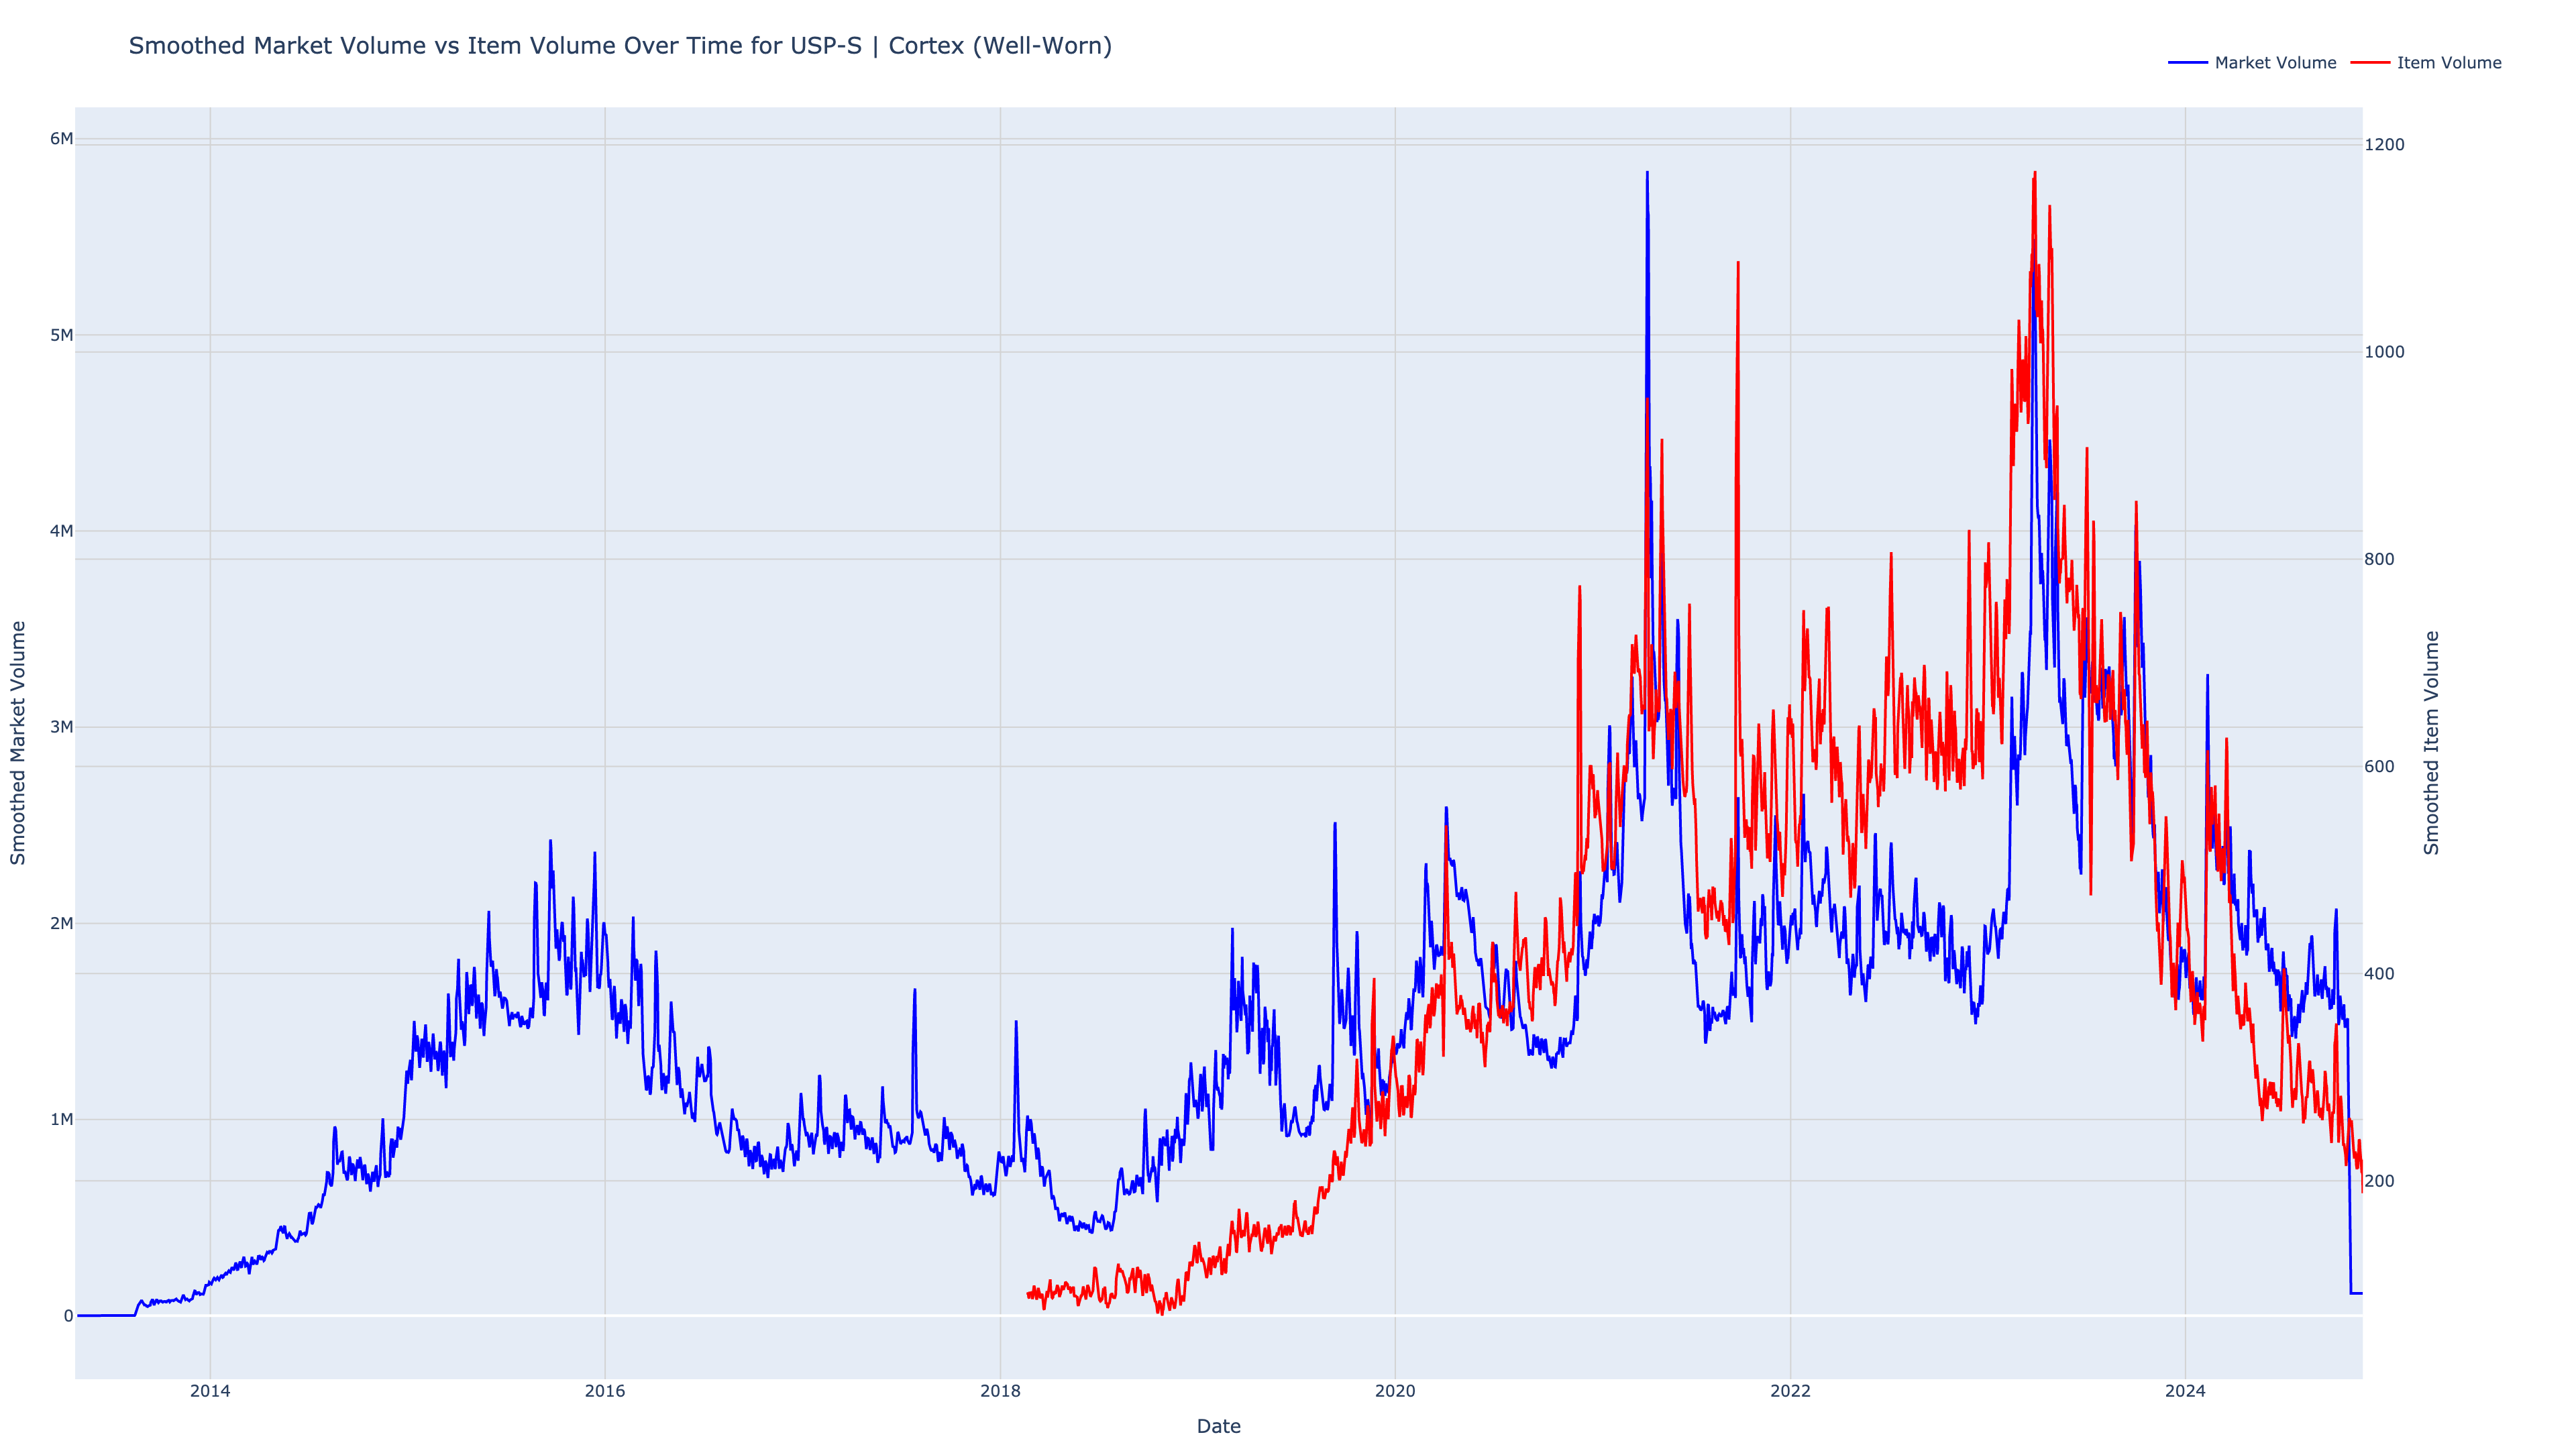 Smoothed Market Volume vs Item Volume Over Time for USP-S | Cortex (Well-Worn)
Market Volume
Item Volume
6M
5M
4M
3M
2M
1M
0
Smoothed Market Volume
1200
1000
800
600
400
200
Smoothed Item Volume
2014
2016
2018
2020
2022
2024
Date